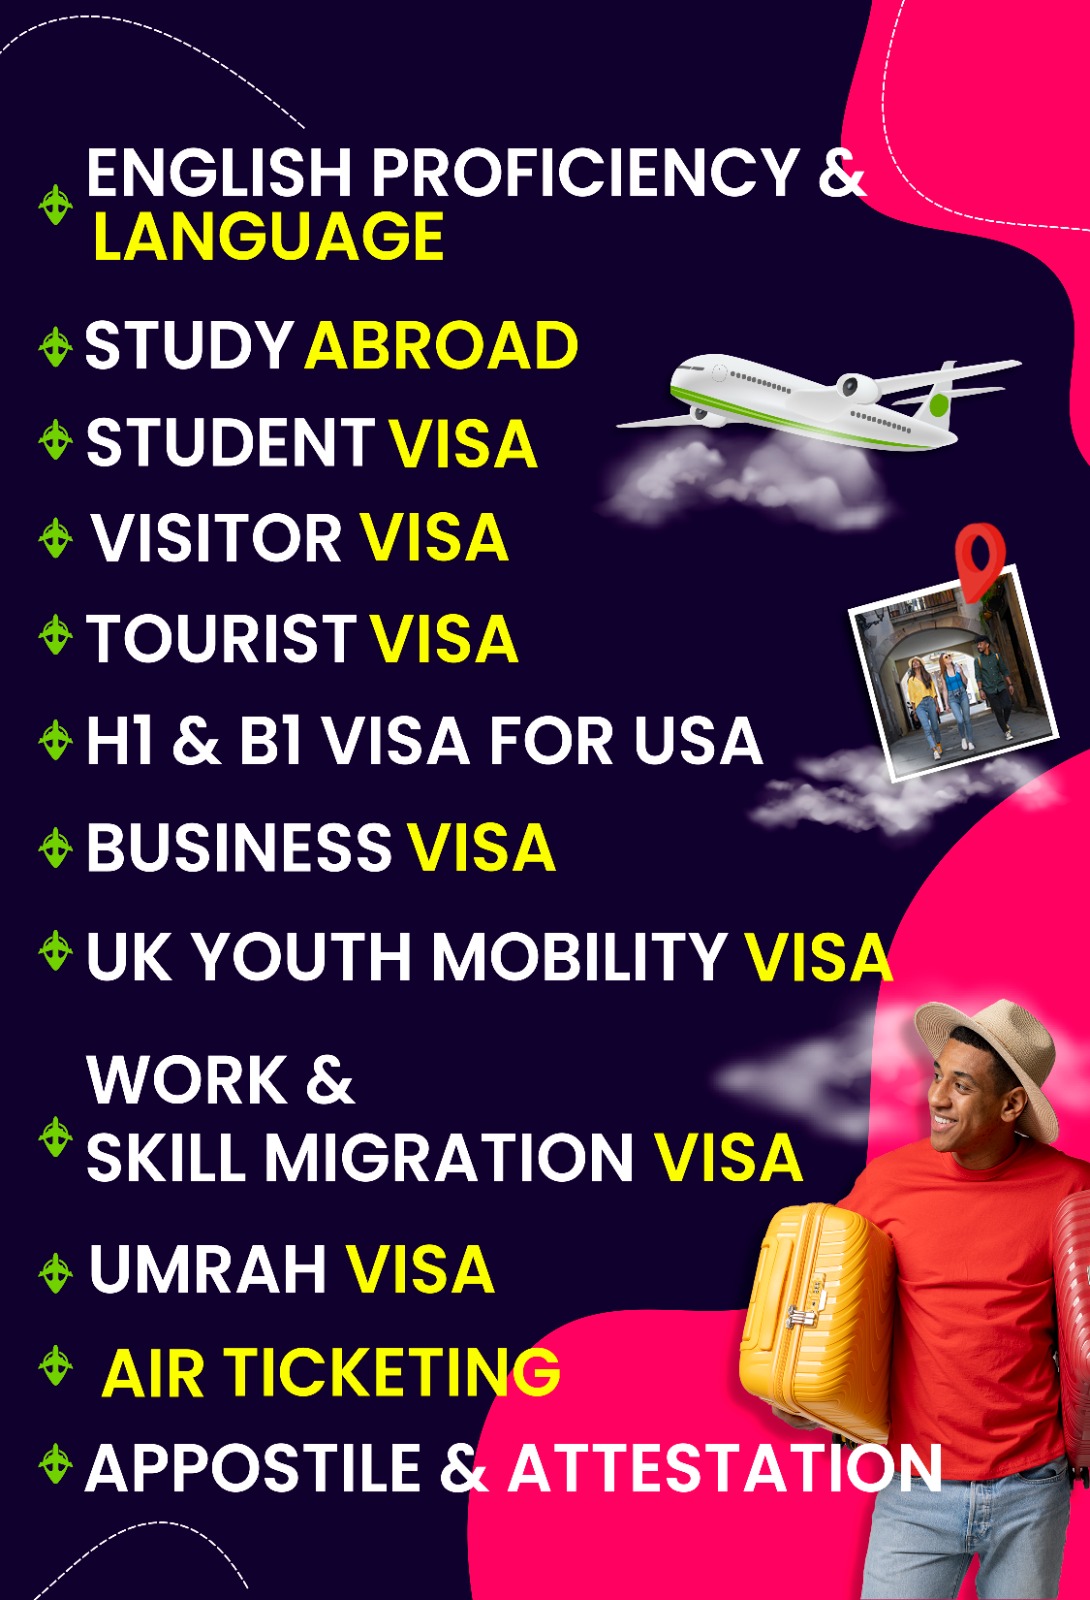 ENGLISH PROFICIENCY &
LANGUAGE
STUDY ABROAD
STUDENT VISA
VISITOR VISA
TOURIST VISA
H1 & B1 VISA FOR USA
BUSINESS VISA
UK YOUTH MOBILITY VISA
WORK &
SKILL MIGRATION VISA
UMRAH VISA
AIR TICKETING
APPOSTILE & ATTESTATION